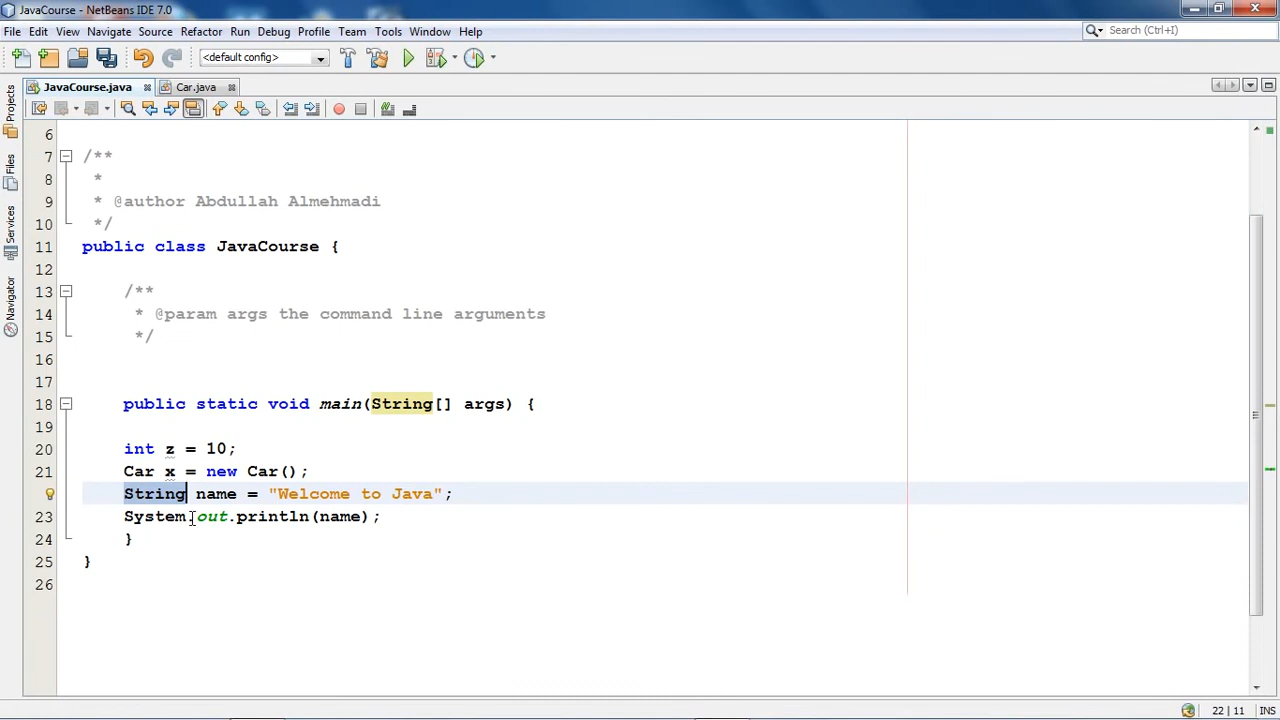 JavaCourse - NetBeans IDE 7.0
File Edit View Navigate Source Refactor Run Debug Profile Team Tools Window Help
Search (Ctrl+I)
<default config>
JavaCourse.java
Car.java
Projects
Files
Services
Navigator
6
7 /**
8 *
9 * @author Abdullah Almehmadi
10 */
11 public class JavaCourse {
12
13 /**
14 * @param args the command line arguments
15 */
16
17
18 public static void main(String[] args) {
19
20 int z = 10;
21 Car x = new Car();
String name = "Welcome to Java";
23 System.out.println(name);
24 }
25 }
26
22 | 11 INS